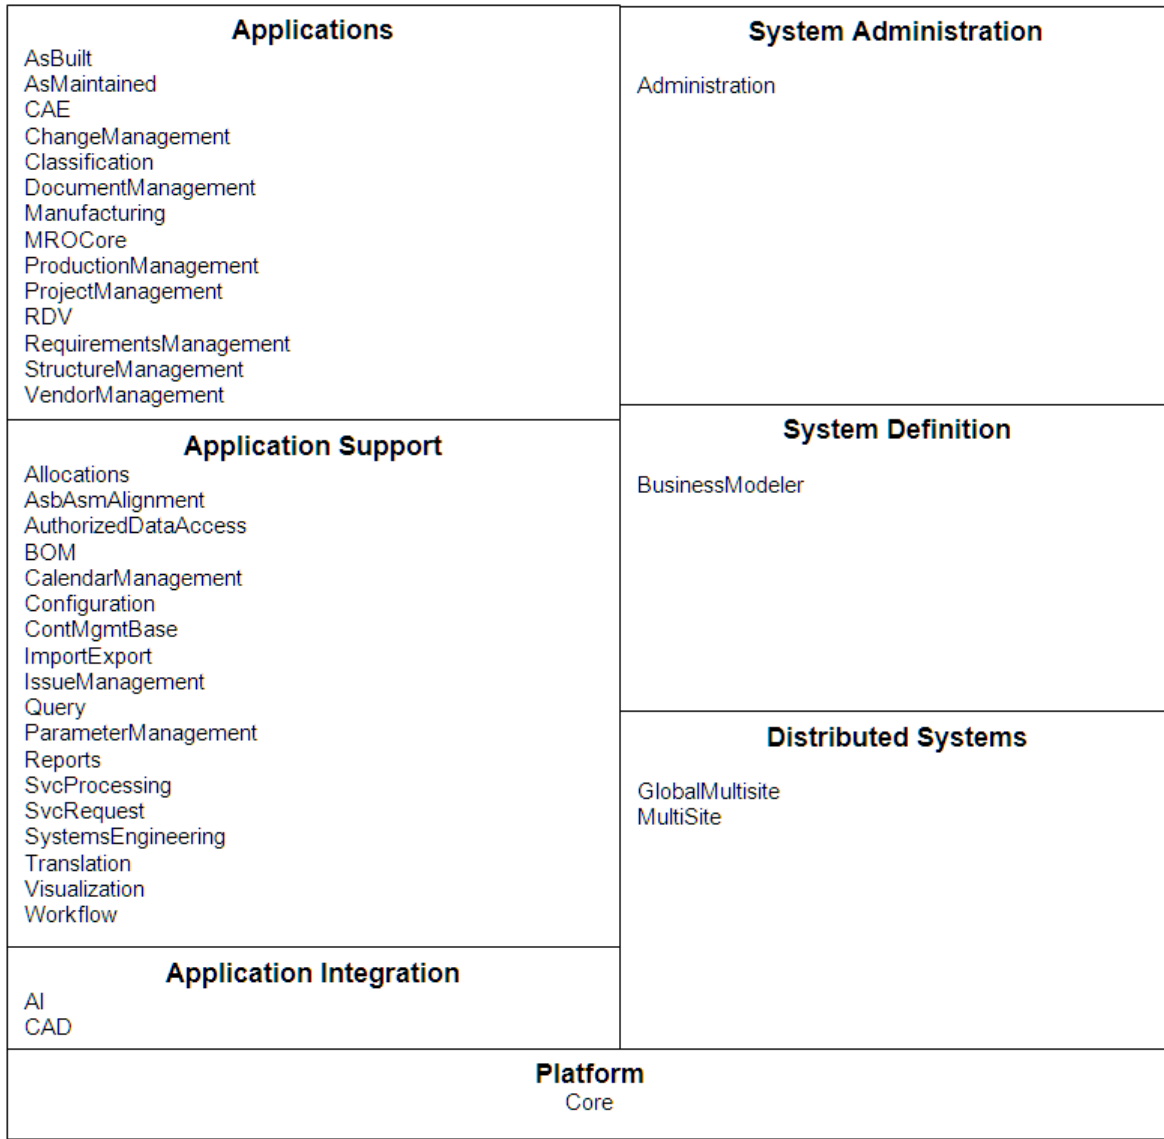 Applications
AsBuilt
AsMaintained
CAE
ChangeManagement
Classification
DocumentManagement
Manufacturing
MROCore
ProductionManagement
ProjectManagement
RDV
RequirementsManagement
StructureManagement
VendorManagement
Application Support
Allocations
AsbAsmAlignment
AuthorizedDataAccess
BOM
CalendarManagement
Configuration
ContMgmtBase
ImportExport
IssueManagement
Query
ParameterManagement
Reports
SvcProcessing
SvcRequest
SystemsEngineering
Translation
Visualization
Workflow
Application Integration
AI
CAD
System Administration
Administration
System Definition
BusinessModeler
Distributed Systems
GlobalMultisite
MultiSite
Platform
Core